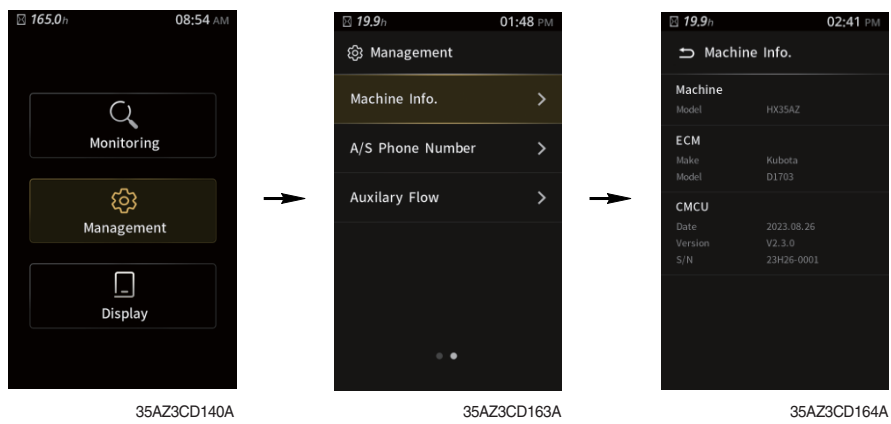 165.0h 08:54 AM
Monitoring
Management
Display
35AZ3CD140A
19.9h 01:48 PM
Management
Machine Info.
A/S Phone Number
Auxilary Flow
35AZ3CD163A
19.9h 02:41 PM
Machine Info.
Machine
Model HX35AZ
ECM
Make Kubota
Model D1703
CMCU
Date 2023.08.26
Version V2.3.0
S/N 23H26-0001
35AZ3CD164A